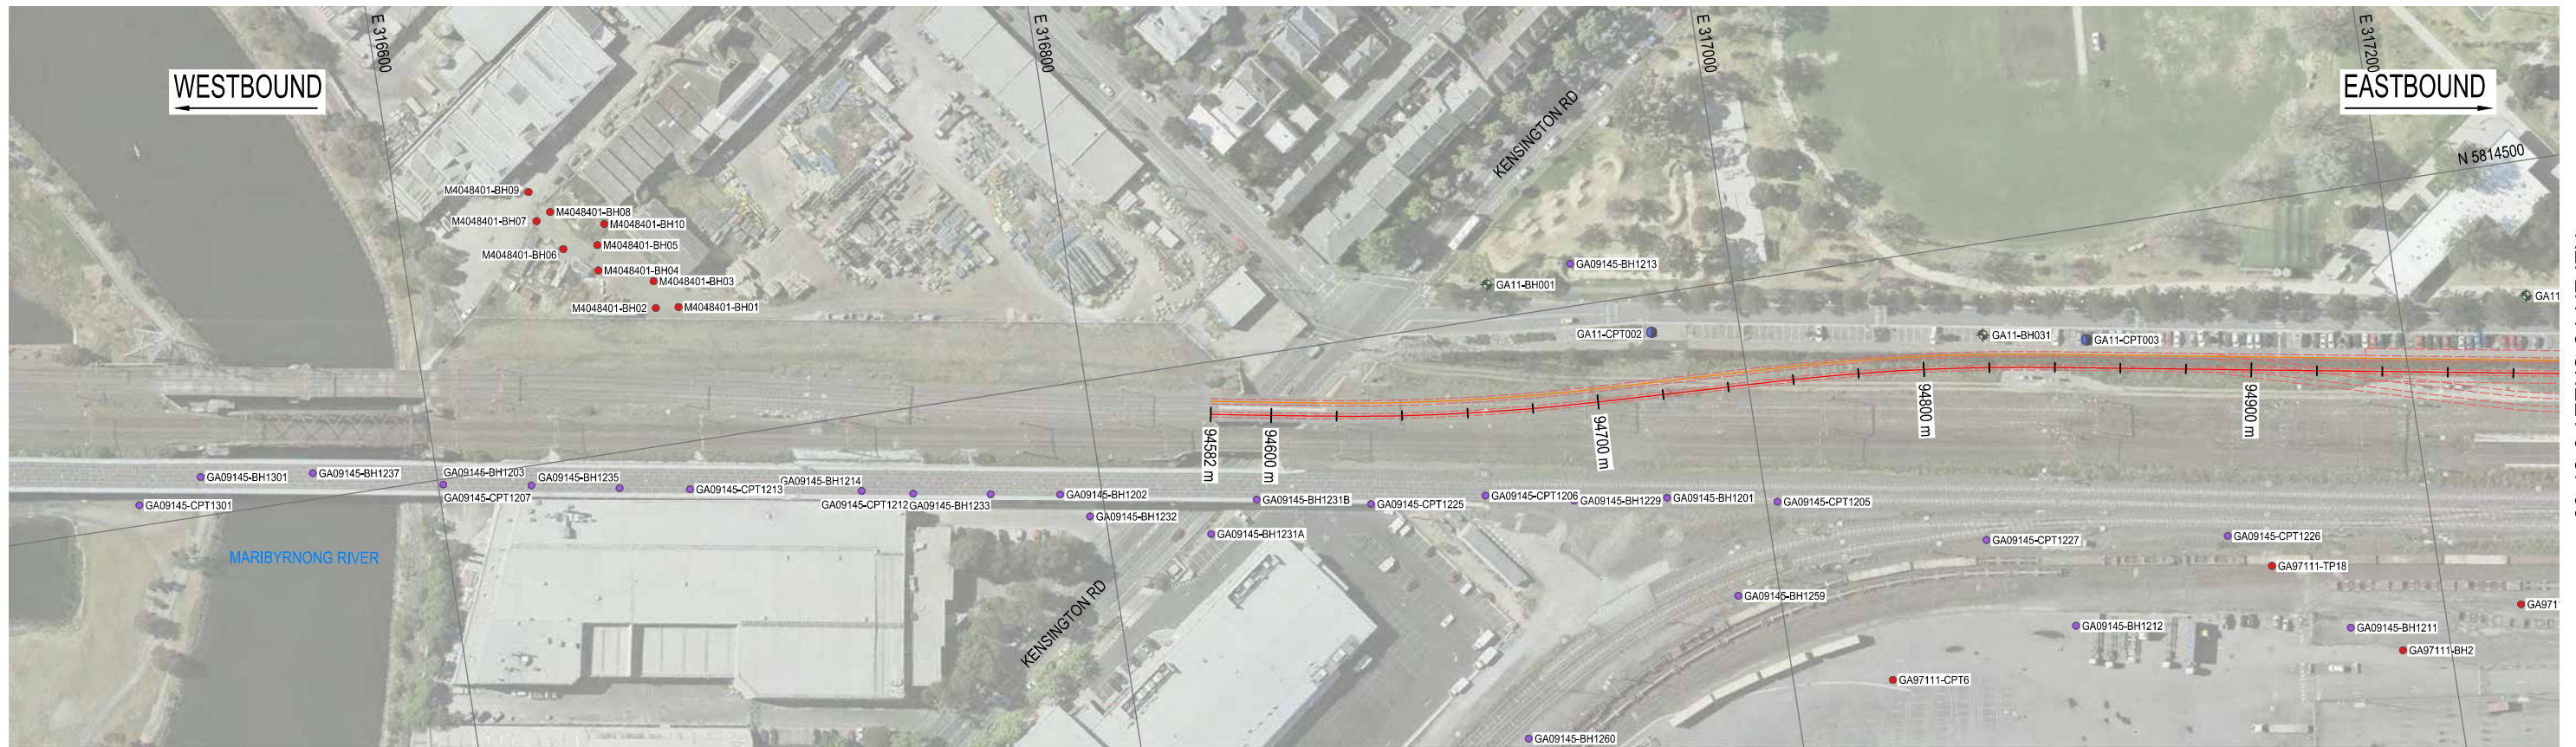 E 316600
E 316800
E 317000
E 317200
WESTBOUND
EASTBOUND
KENSINGTON RD
N 5814500
M4048401-BH09
M4048401-BH08
M4048401-BH07
M4048401-BH10
M4048401-BH05
M4048401-BH06
M4048401-BH04
M4048401-BH03
M4048401-BH02
M4048401-BH01
GA09145-BH1213
GA11-BH001
GA11
GA11-CPT002
GA11-BH031
GA11-CPT003
94582 m
94600 m
94700 m
94800 m
94900 m
GA09145-BH1301
GA09145-BH1237
GA09145-BH1203
GA09145-BH1235
GA09145-BH1214
GA09145-CPT1207
GA09145-CPT1213
GA09145-CPT1212
GA09145-BH1233
GA09145-BH1202
GA09145-BH1231B
GA09145-CPT1225
GA09145-CPT1206
GA09145-BH1229
GA09145-BH1201
GA09145-CPT1205
GA09145-CPT1301
GA09145-BH1232
GA09145-BH1231A
GA09145-CPT1227
GA09145-CPT1226
MARIBYRNONG RIVER
GA97111-TP18
KENSINGTON RD
GA09145-BH1259
GA9711
GA09145-BH1212
GA09145-BH1211
GA97111-BH2
GA97111-CPT6
GA09145-BH1260